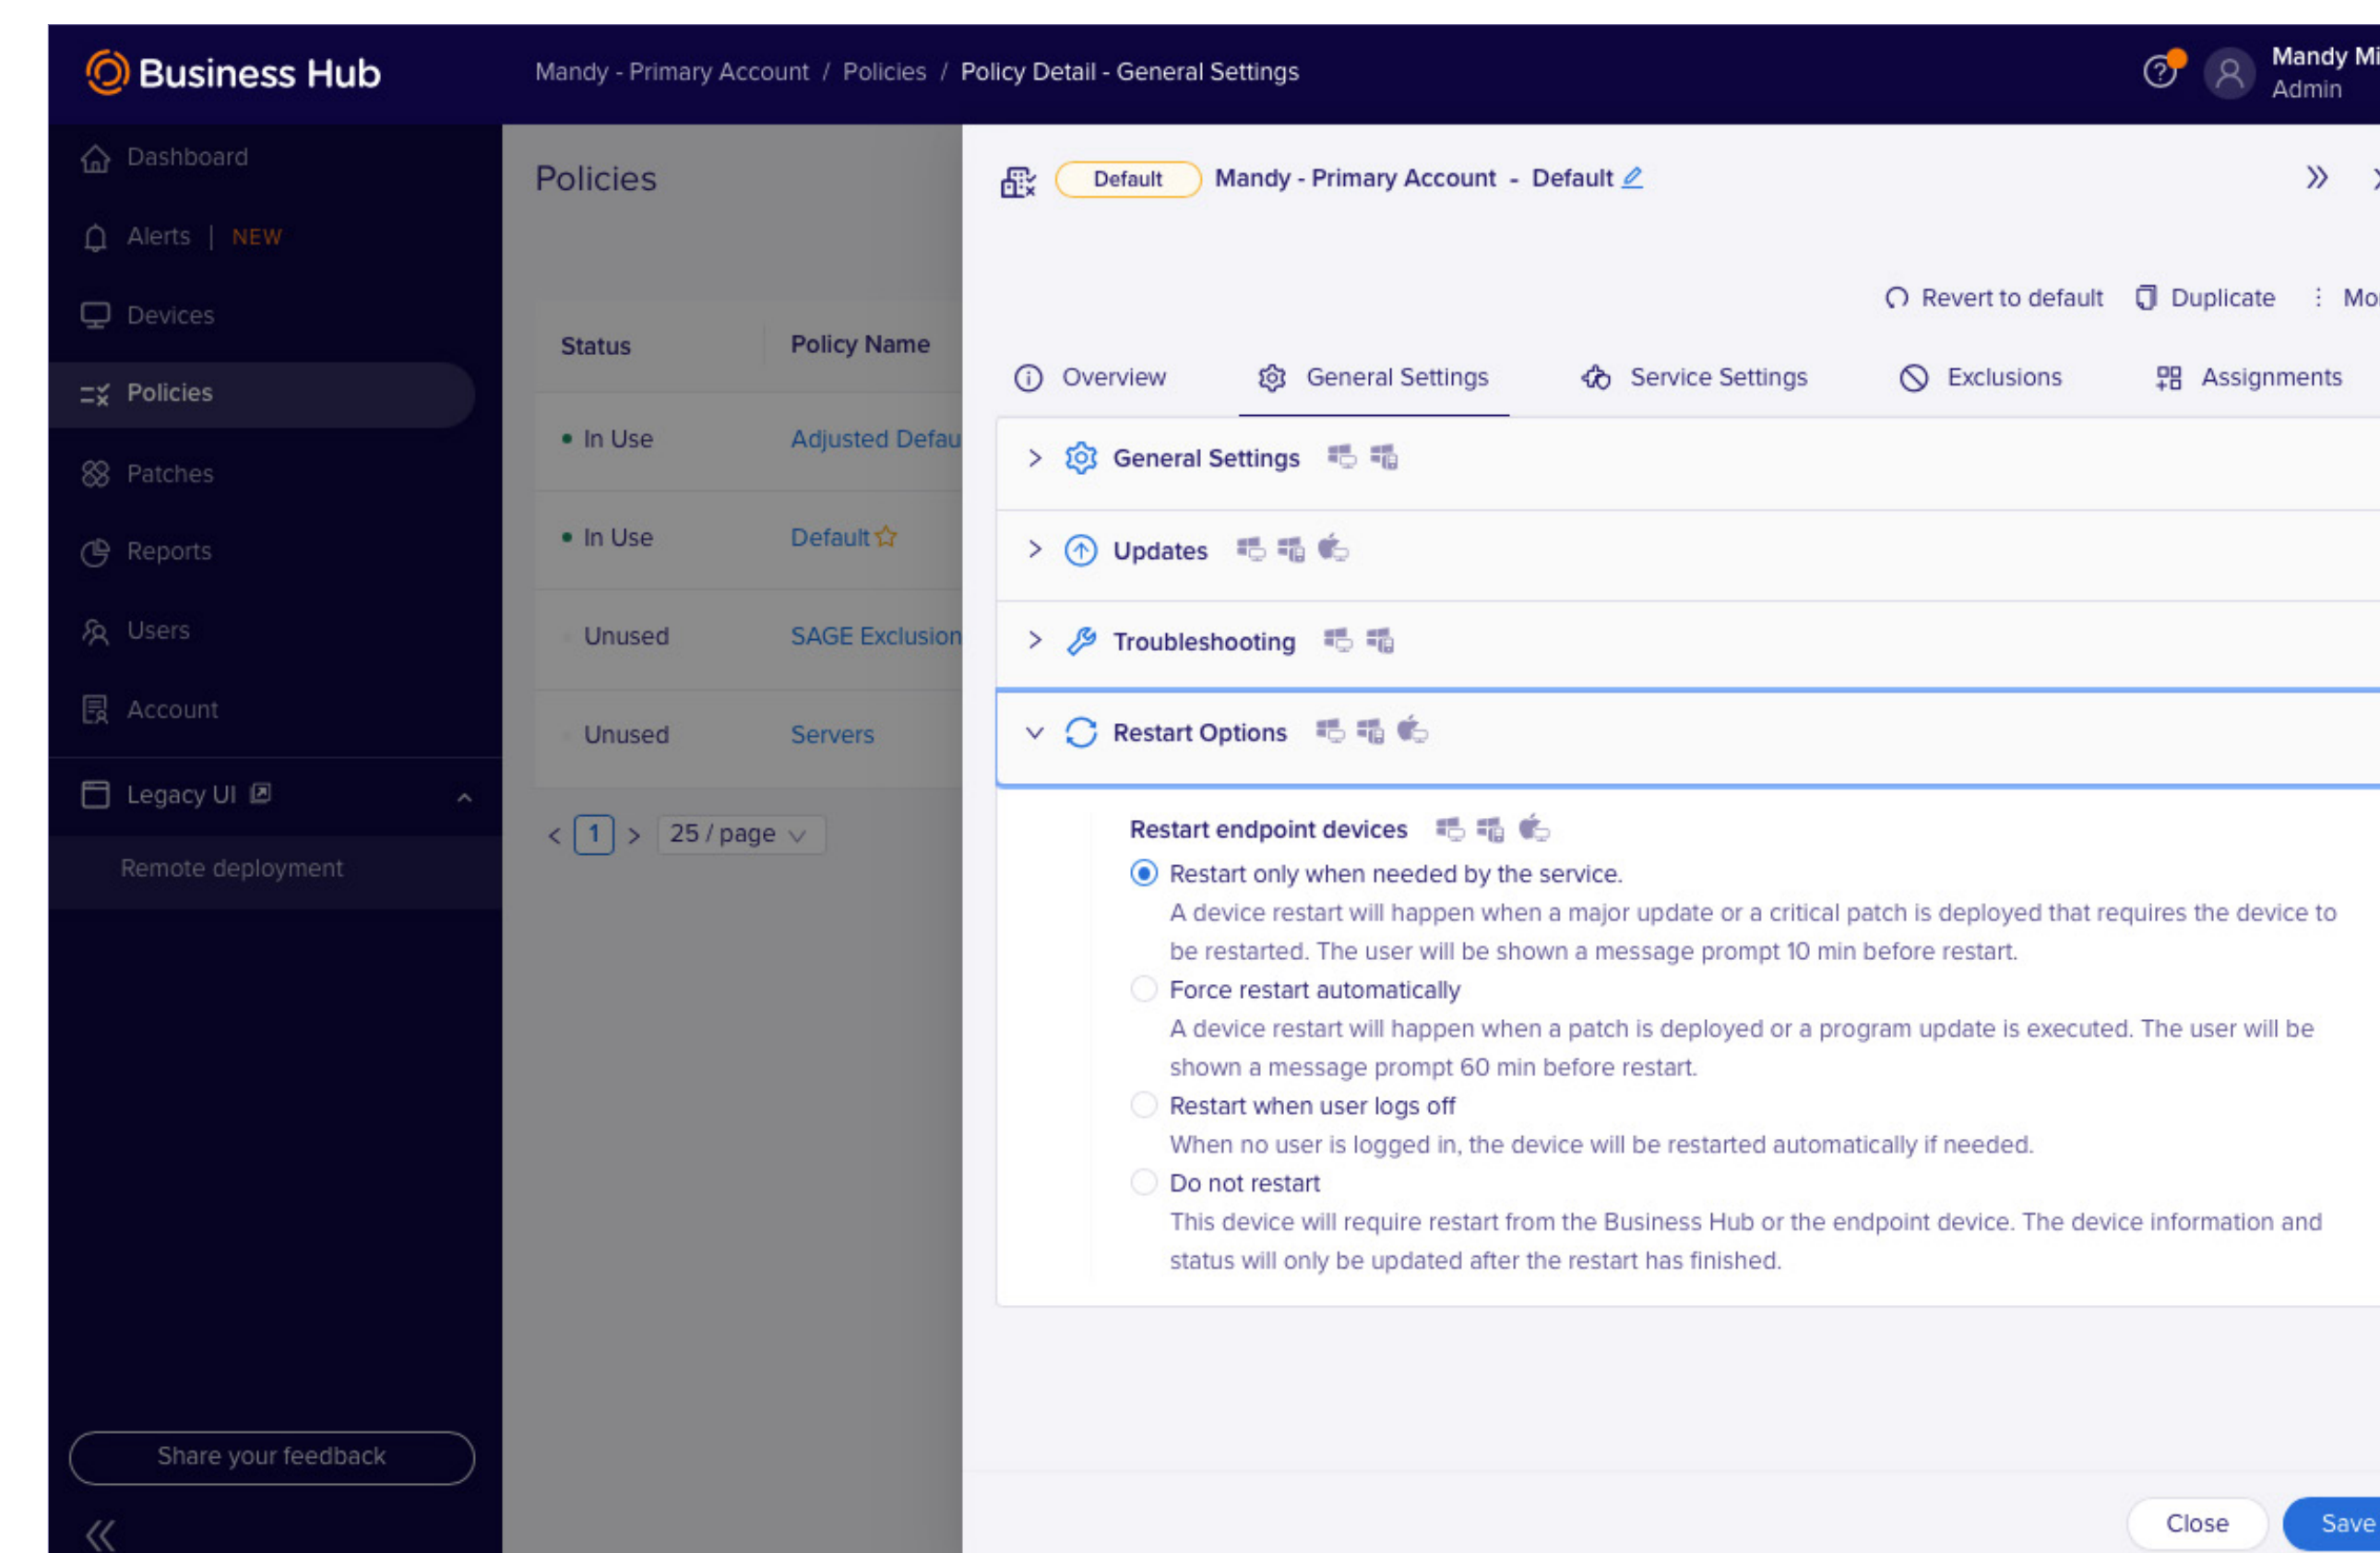 Business Hub
Mandy - Primary Account / Policies / Policy Detail - General Settings
Mandy Mi
Admin
Dashboard
Alerts | NEW
Devices
Policies
Patches
Reports
Users
Account
Legacy UI
Remote deployment
Share your feedback
Policies
Status Policy Name
In Use Adjusted Defau
In Use Default
Unused SAGE Exclusion
Unused Servers
< 1 > 25 / page
Default Mandy - Primary Account - Default
Revert to default Duplicate Mo
Overview General Settings Service Settings Exclusions Assignments
General Settings
Updates
Troubleshooting
Restart Options
Restart endpoint devices
Restart only when needed by the service.
A device restart will happen when a major update or a critical patch is deployed that requires the device to
be restarted. The user will be shown a message prompt 10 min before restart.
Force restart automatically
A device restart will happen when a patch is deployed or a program update is executed. The user will be
shown a message prompt 60 min before restart.
Restart when user logs off
When no user is logged in, the device will be restarted automatically if needed.
Do not restart
This device will require restart from the Business Hub or the endpoint device. The device information and
status will only be updated after the restart has finished.
Close Save